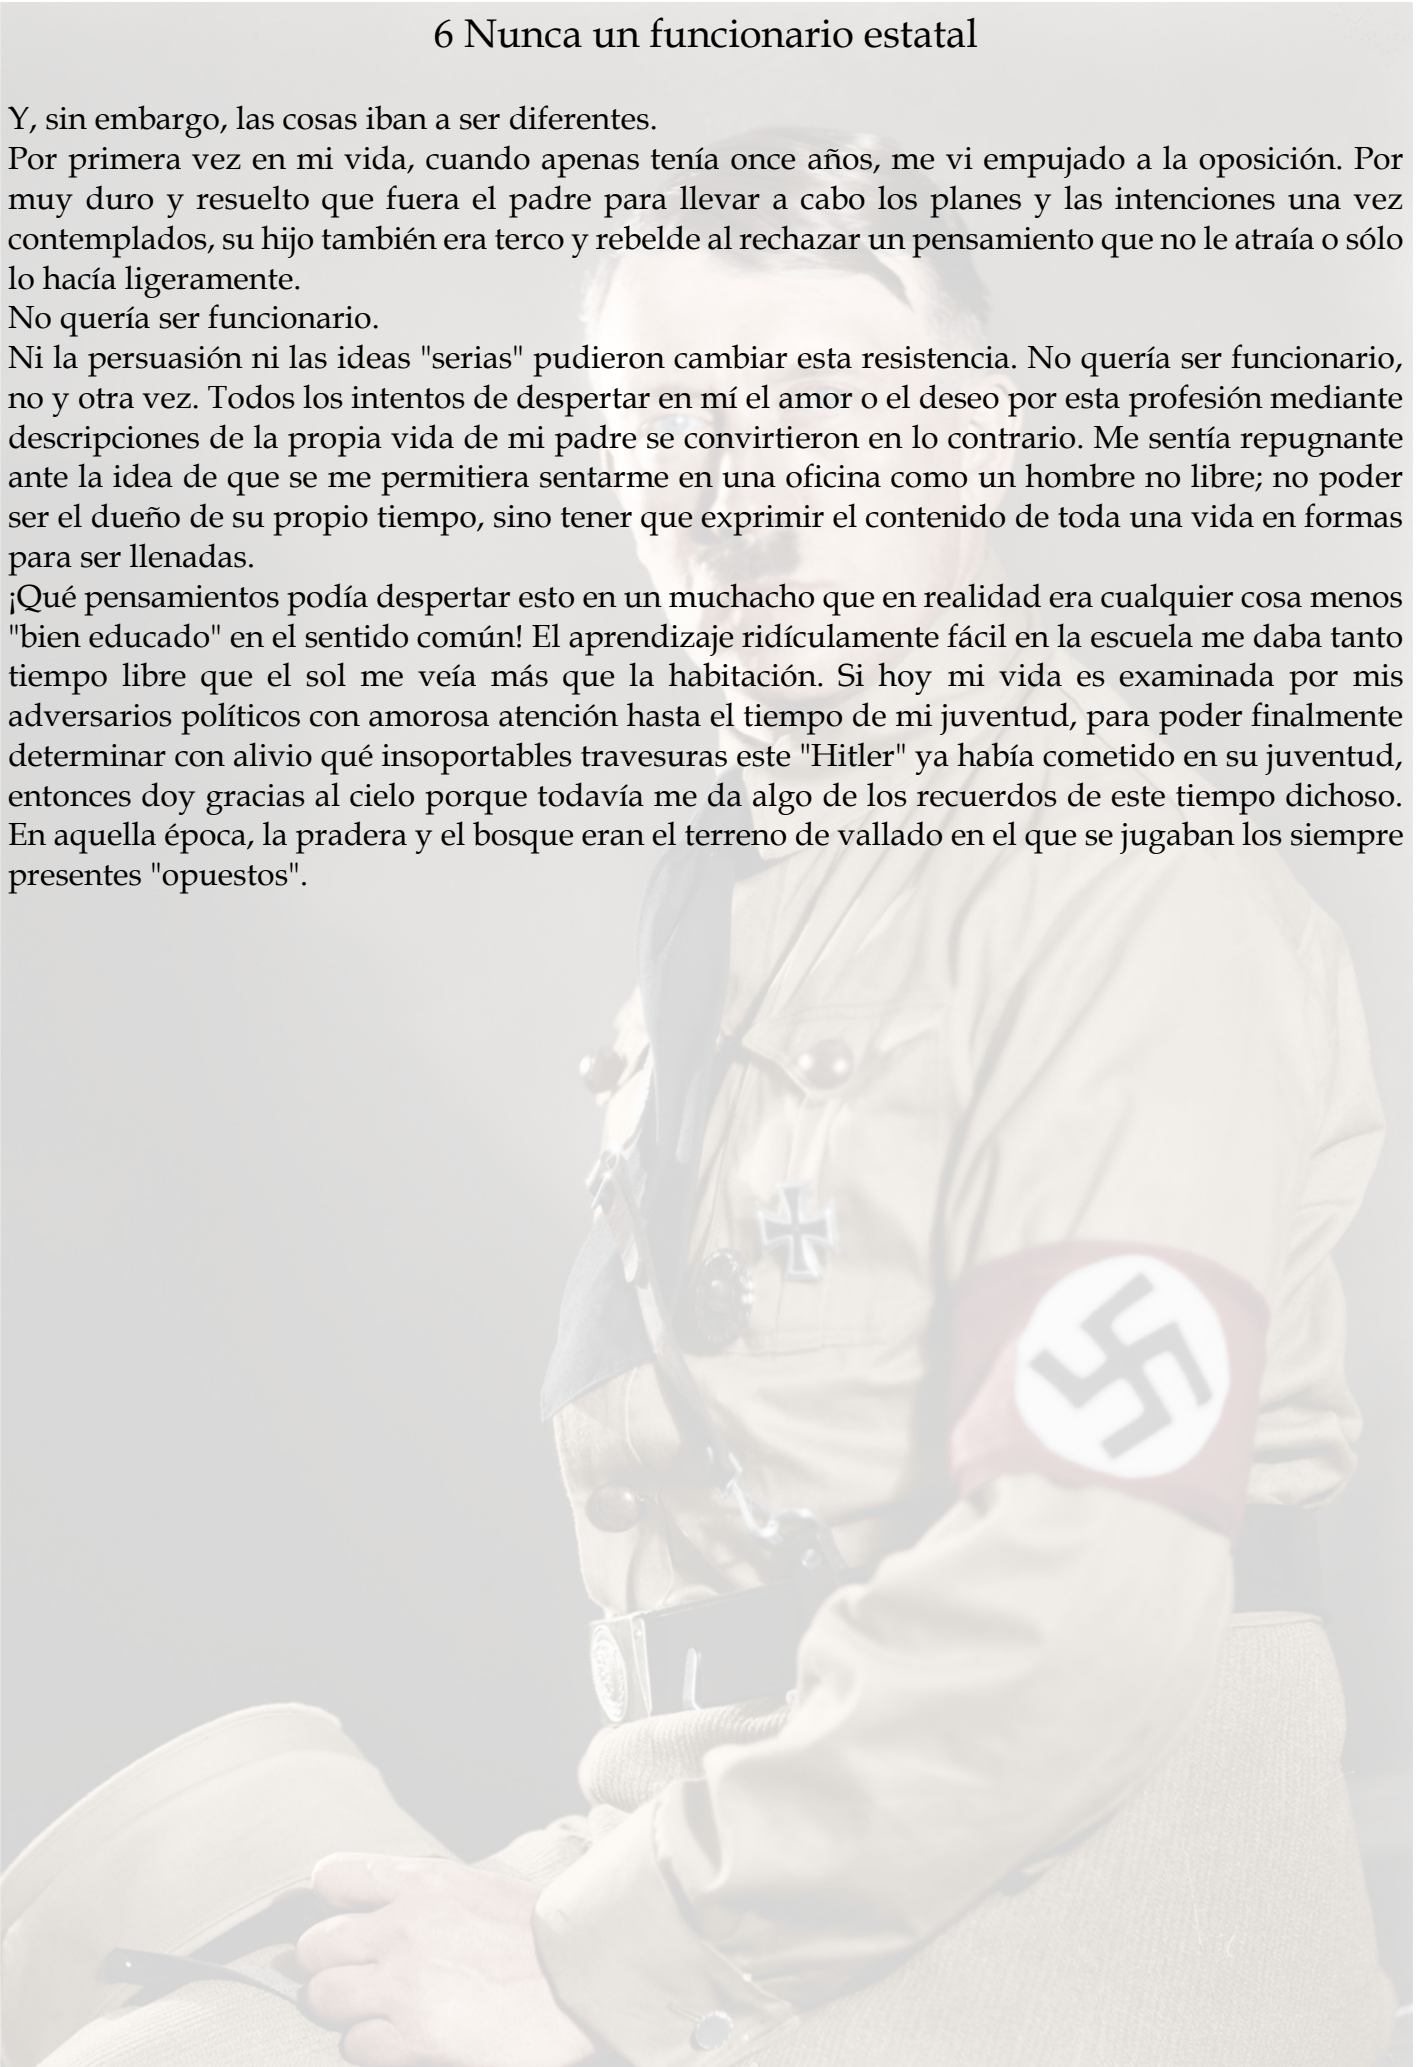 6 Nunca un funcionario estatal
Y, sin embargo, las cosas iban a ser diferentes.
Por primera vez en mi vida, cuando apenas tenía once años, me vi empujado a la oposición. Por
muy duro y resuelto que fuera el padre para llevar a cabo los planes y las intenciones una vez
contemplados, su hijo también era terco y rebelde al rechazar un pensamiento que no le atraía o sólo
lo hacía ligeramente.
No quería ser funcionario.
Ni la persuasión ni las ideas "serias" pudieron cambiar esta resistencia. No quería ser funcionario,
no y otra vez. Todos los intentos de despertar en mí el amor o el deseo por esta profesión mediante
descripciones de la propia vida de mi padre se convirtieron en lo contrario. Me sentía repugnante
ante la idea de que se me permitiera sentarme en una oficina como un hombre no libre; no poder
ser el dueño de su propio tiempo, sino tener que exprimir el contenido de toda una vida en formas
para ser llenadas.
¡Qué pensamientos podía despertar esto en un muchacho que en realidad era cualquier cosa menos
"bien educado" en el sentido común! El aprendizaje ridículamente fácil en la escuela me daba tanto
tiempo libre que el sol me veía más que la habitación. Si hoy mi vida es examinada por mis
adversarios políticos con amorosa atención hasta el tiempo de mi juventud, para poder finalmente
determinar con alivio qué insoportables travesuras este "Hitler" ya había cometido en su juventud,
entonces doy gracias al cielo porque todavía me da algo de los recuerdos de este tiempo dichoso.
En aquella época, la pradera y el bosque eran el terreno de vallado en el que se jugaban los siempre
presentes "opuestos".